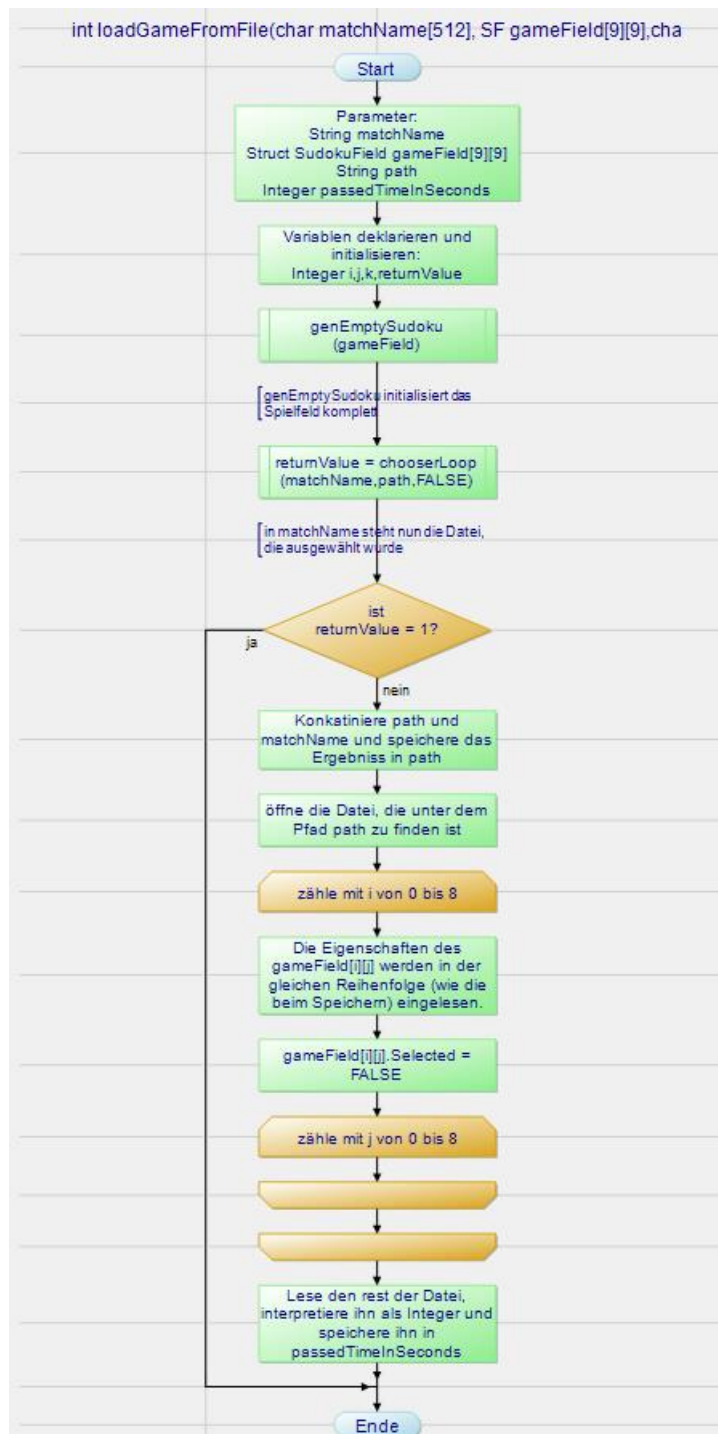 int loadGameFromFile(char matchName[512], SF gameField[9][9],cha
Start
Parameter:
String matchName
Struct SudokuField gameField[9][9]
String path
Integer passedTimeInSeconds
Variablen deklarieren und
initialisieren:
Integer i,j,k,returnValue
genEmptySudoku
(gameField)
genEmptySudoku initialisiert das
Spielfeld komplett
returnValue = chooserLoop
(matchName,path,FALSE)
in matchName steht nun die Datei,
die ausgewählt wurde
ist
returnValue = 1?
ja
nein
Konkatiniere path und
matchName und speichere das
Ergebniss in path
öffne die Datei, die unter dem
Pfad path zu finden ist
zähle mit i von 0 bis 8
Die Eigenschaften des
gameField[i][j] werden in der
gleichen Reihenfolge (wie die
beim Speichern) eingelesen.
gameField[i][j].Selected =
FALSE
zähle mit j von 0 bis 8
Lese den rest der Datei,
interpretiere ihn als Integer und
speichere ihn in
passedTimeInSeconds
Ende